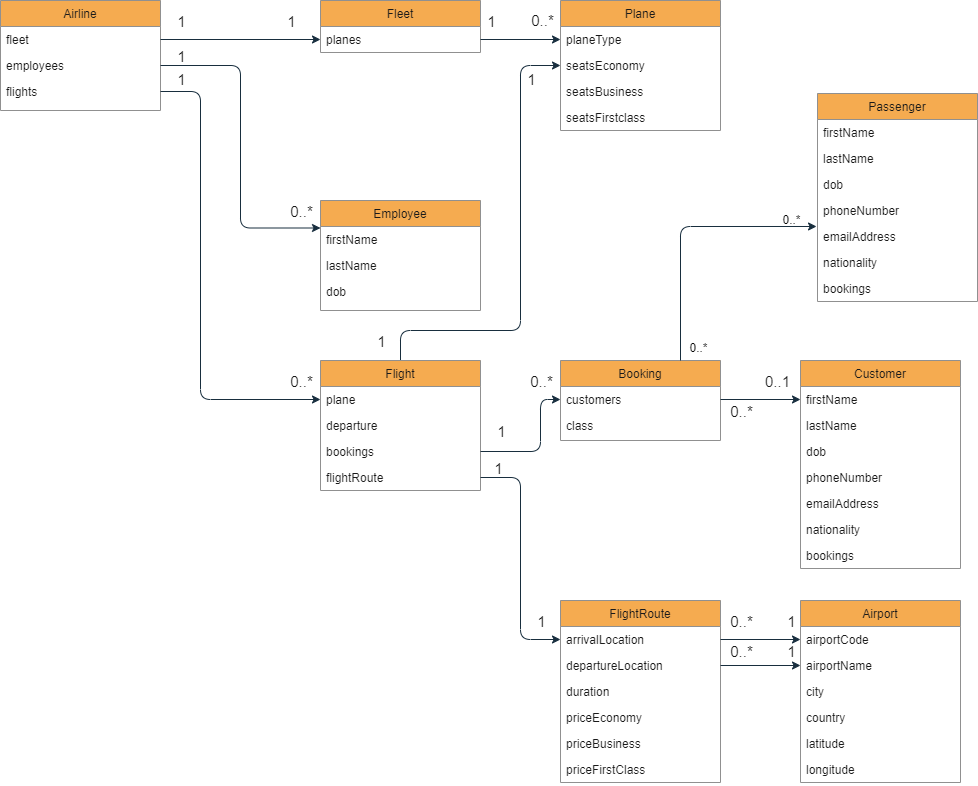 Airline
fleet
employees
flights
1
1
1
1
Fleet
planes
1
0..*
Plane
planeType
seatsEconomy
seatsBusiness
seatsFirstclass
1
Passenger
firstName
lastName
dob
phoneNumber
emailAddress
nationality
bookings
0..*
0..*
0..*
Employee
firstName
lastName
dob
1
0..*
Flight
plane
departure
bookings
flightRoute
1
0..*
1
Booking
customers
class
0..1
0..*
Customer
firstName
lastName
dob
phoneNumber
emailAddress
nationality
bookings
1
FlightRoute
arrivalLocation
departureLocation
duration
priceEconomy
priceBusiness
priceFirstClass
0..*
1
0..*
1
Airport
airportCode
airportName
city
country
latitude
longitude